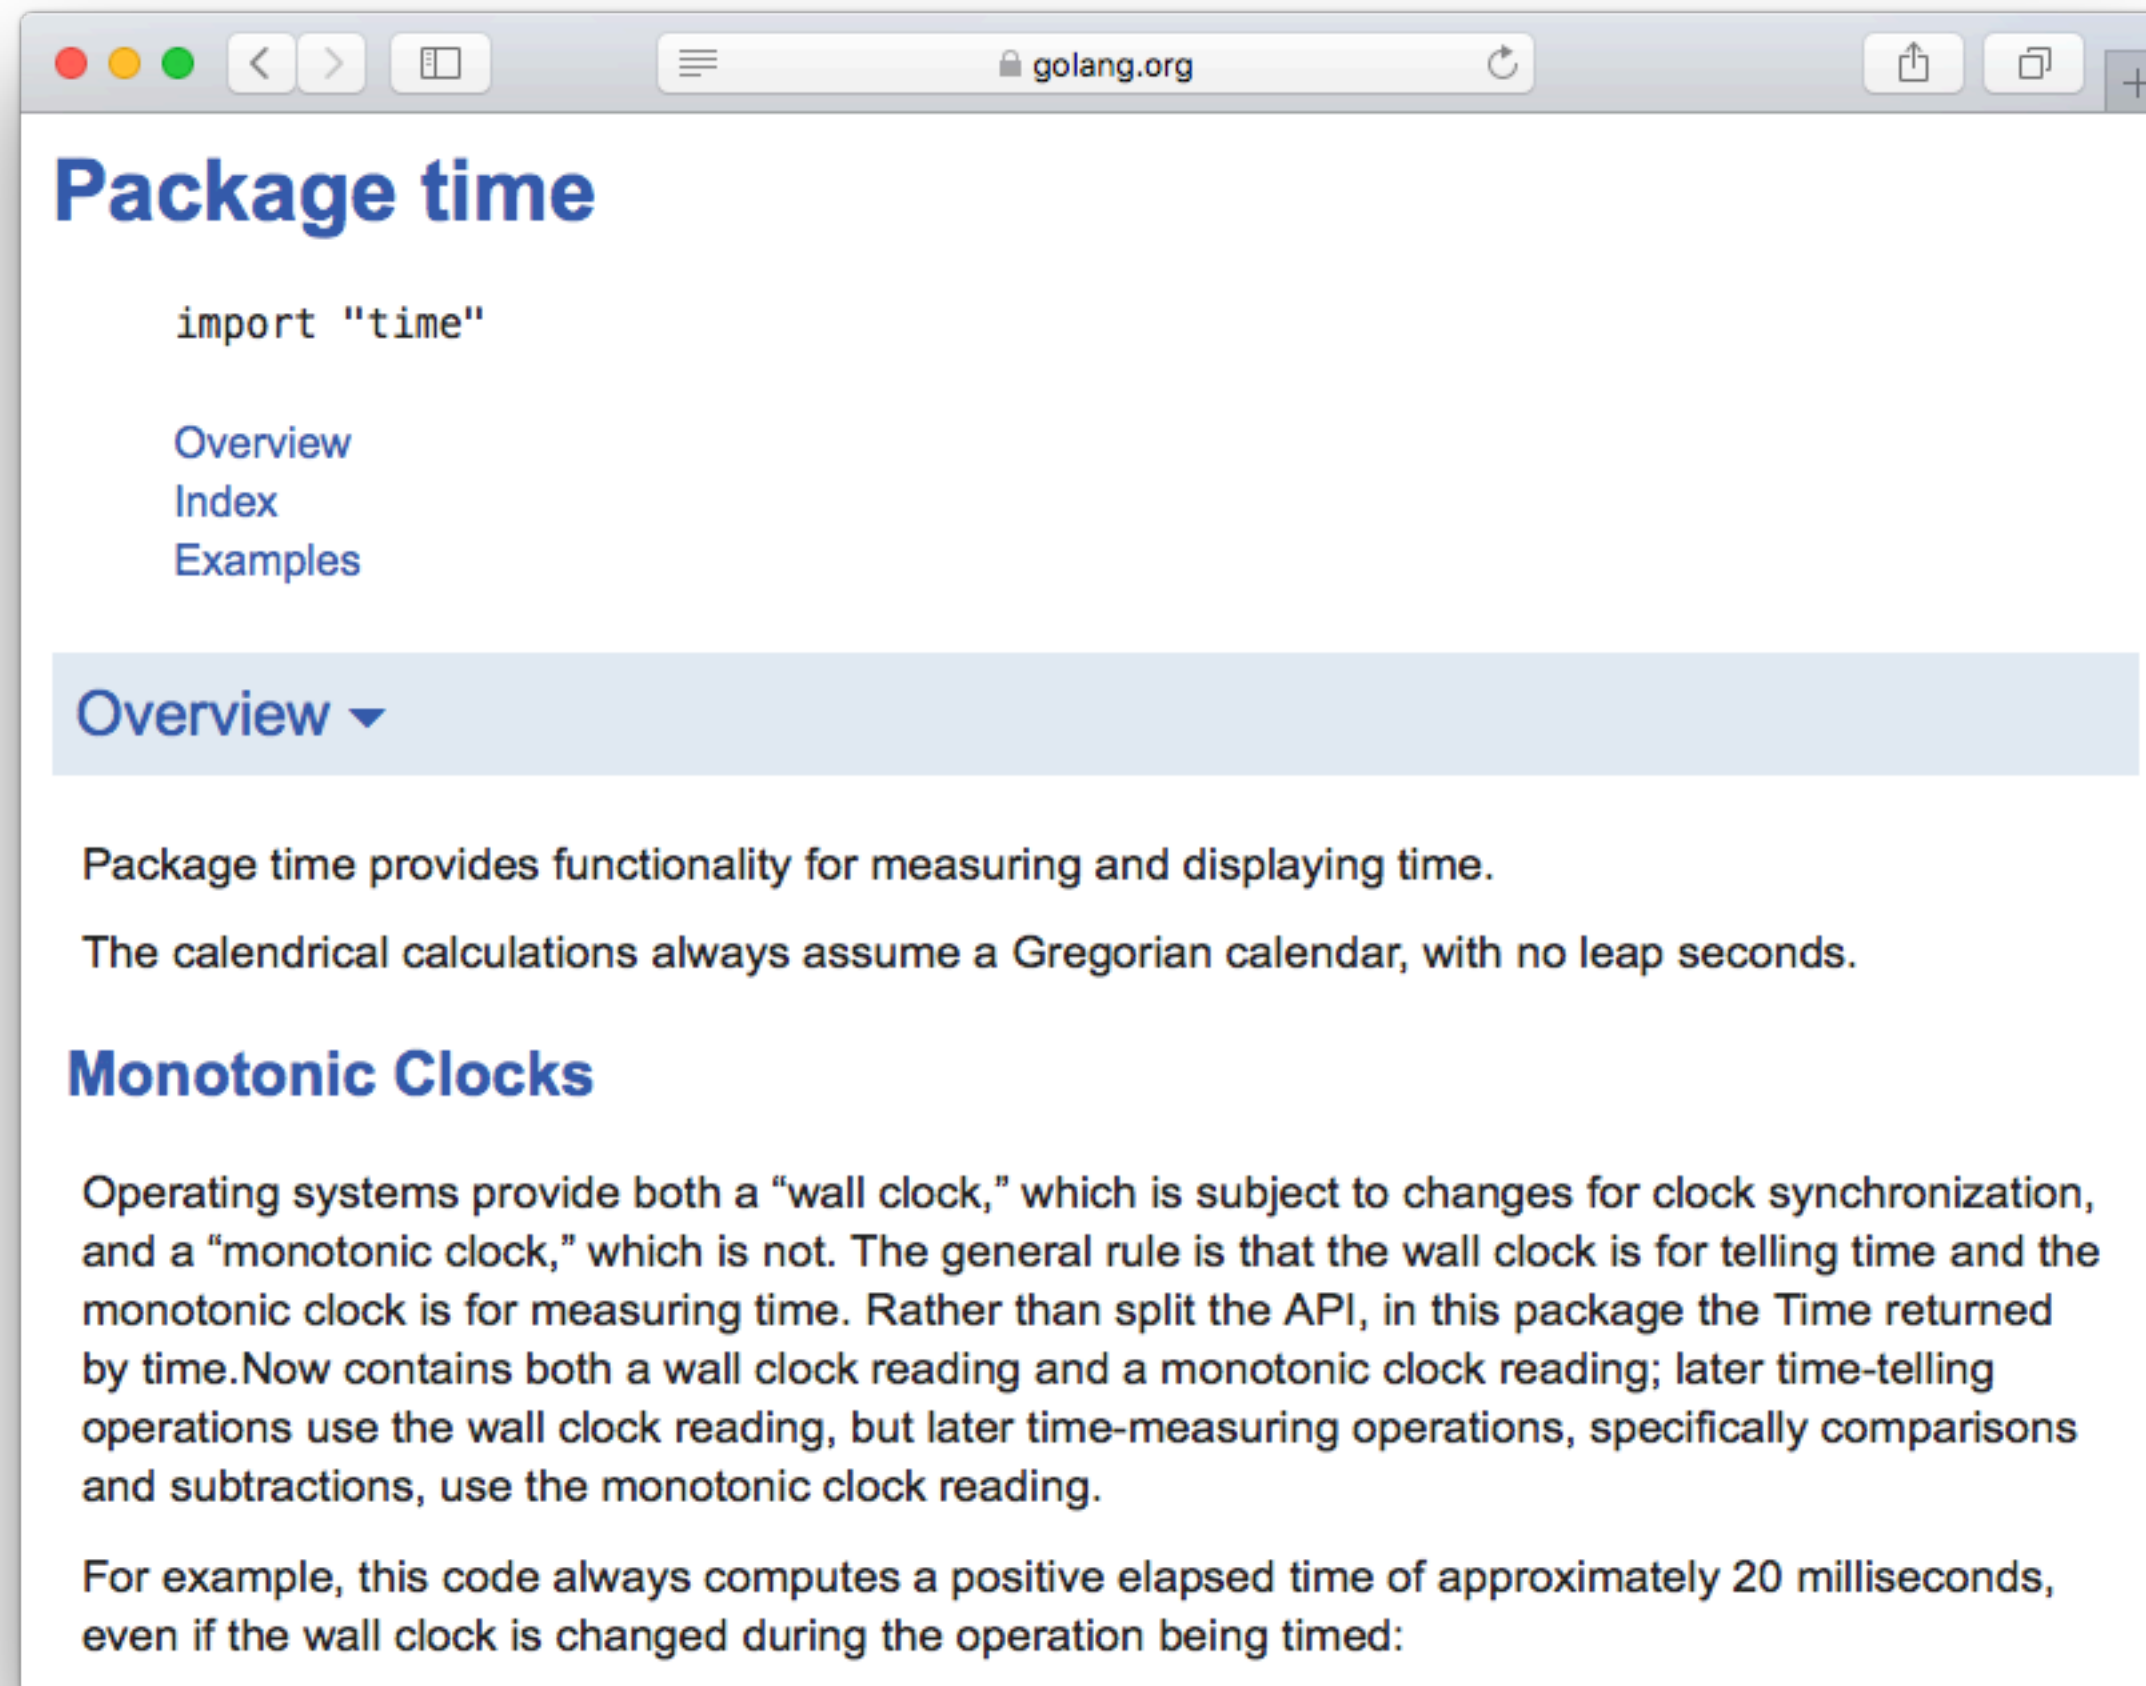 golang.org
Package time
import "time"
Overview
Index
Examples
Overview
Package time provides functionality for measuring and displaying time.
The calendrical calculations always assume a Gregorian calendar, with no leap seconds.
Monotonic Clocks
Operating systems provide both a “wall clock,” which is subject to changes for clock synchronization,
and a “monotonic clock,” which is not. The general rule is that the wall clock is for telling time and the
monotonic clock is for measuring time. Rather than split the API, in this package the Time returned
by time.Now contains both a wall clock reading and a monotonic clock reading; later time-telling
operations use the wall clock reading, but later time-measuring operations, specifically comparisons
and subtractions, use the monotonic clock reading.
For example, this code always computes a positive elapsed time of approximately 20 milliseconds,
even if the wall clock is changed during the operation being timed: